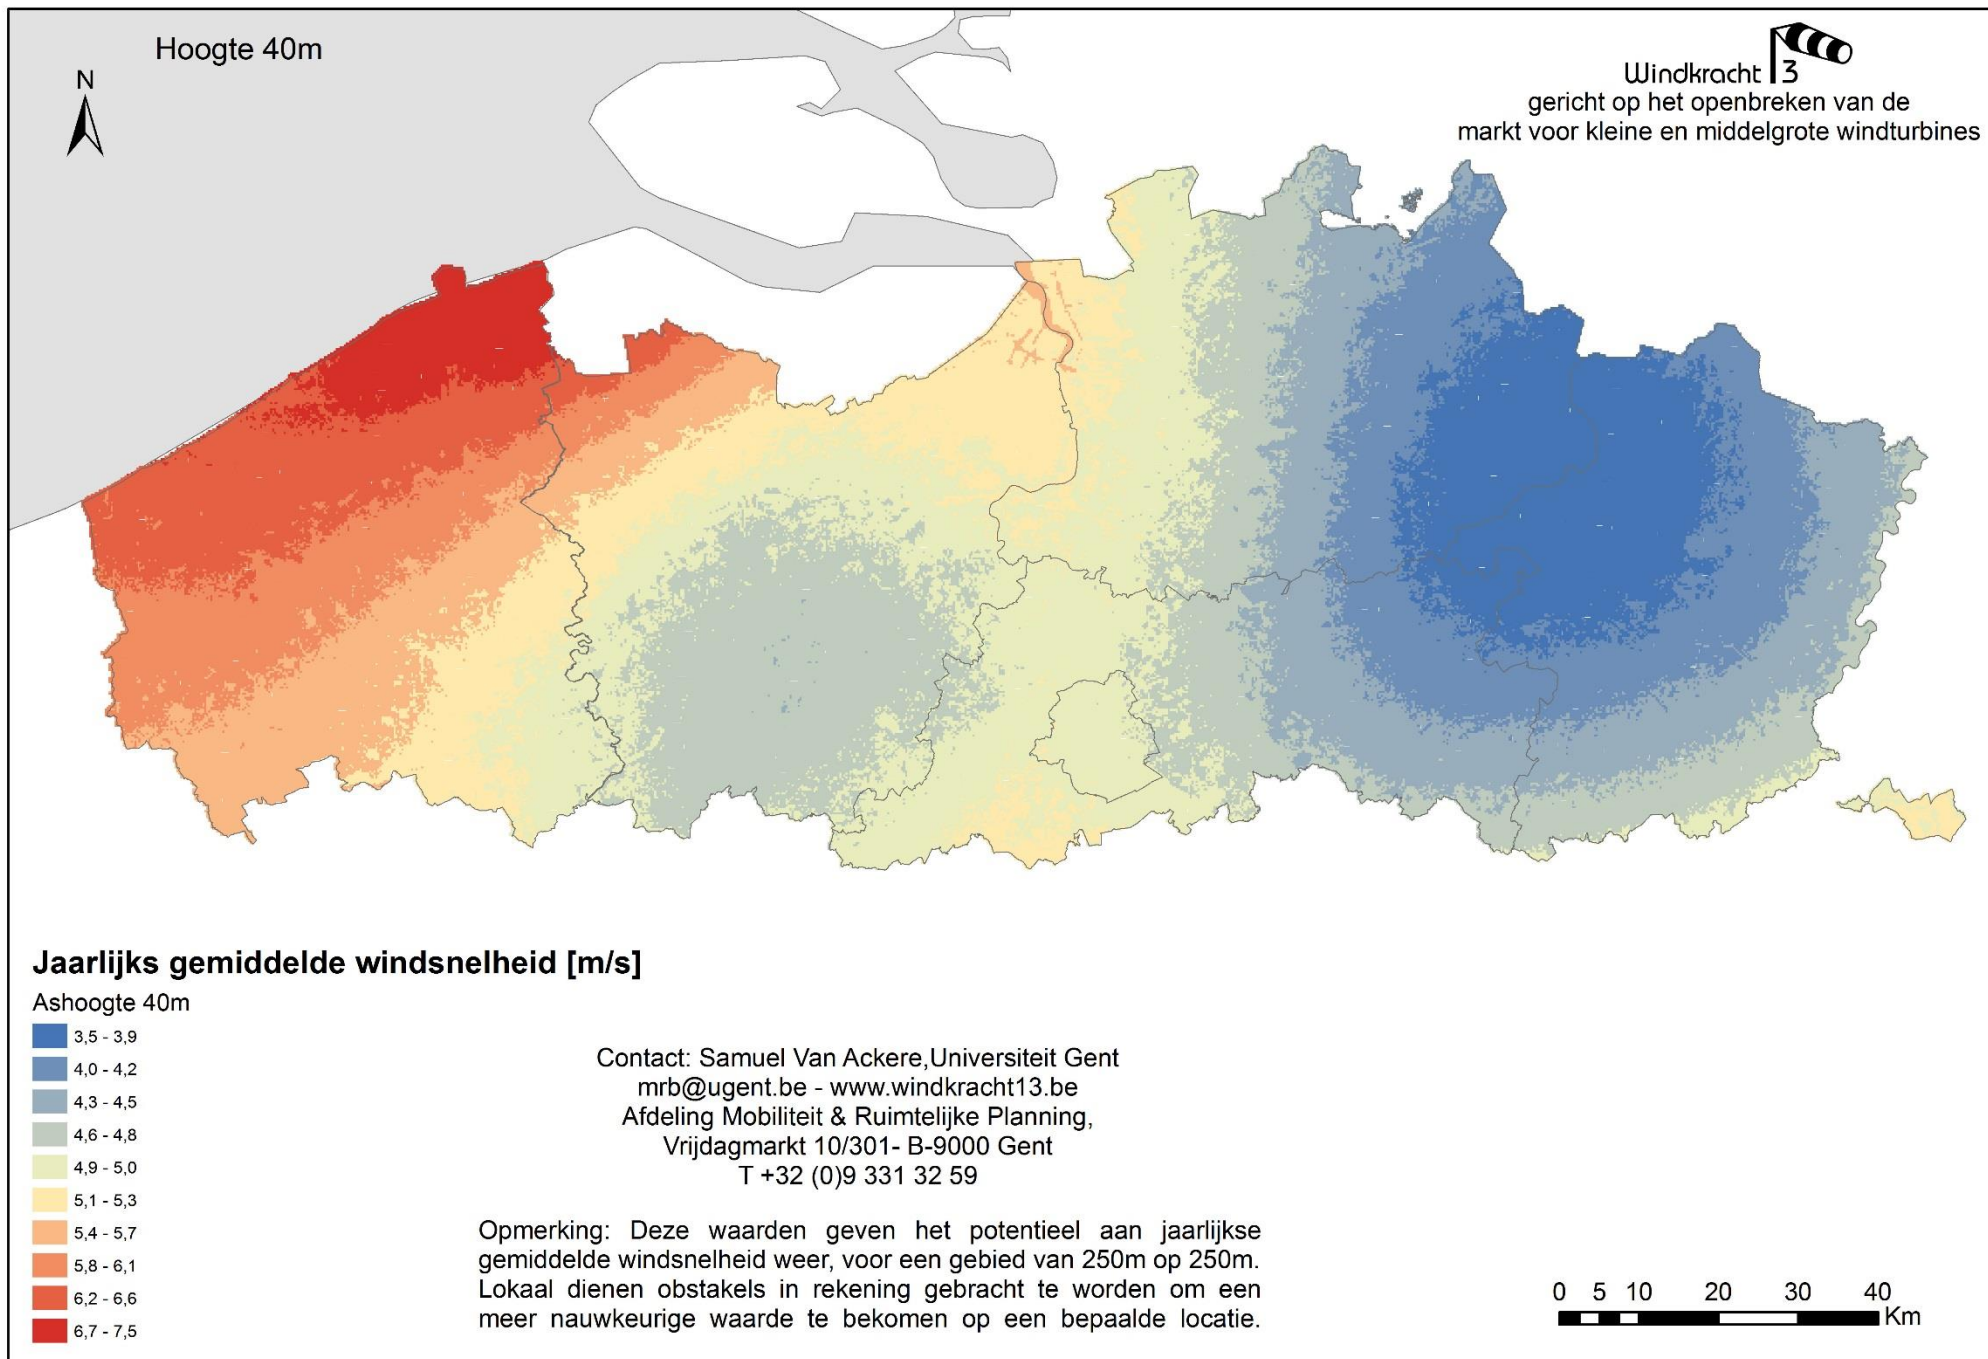 Hoogte 40m
N
Windkracht 13
gericht op het openbreken van de
markt voor kleine en middelgrote windturbines
Jaarlijks gemiddelde windsnelheid [m/s]
Ashoogte 40m
3,5 - 3,9
4,0 - 4,2
4,3 - 4,5
4,6 - 4,8
4,9 - 5,0
5,1 - 5,3
5,4 - 5,7
5,8 - 6,1
6,2 - 6,6
6,7 - 7,5
Contact: Samuel Van Ackere,Universiteit Gent
mrb@ugent.be - www.windkracht13.be
Afdeling Mobiliteit & Ruimtelijke Planning,
Vrijdagmarkt 10/301- B-9000 Gent
T +32 (0)9 331 32 59
Opmerking: Deze waarden geven het potentieel aan jaarlijkse
gemiddelde windsnelheid weer, voor een gebied van 250m op 250m.
Lokaal dienen obstakels in rekening gebracht te worden om een
meer nauwkeurige waarde te bekomen op een bepaalde locatie.
0 5 10 20 30 40
Km